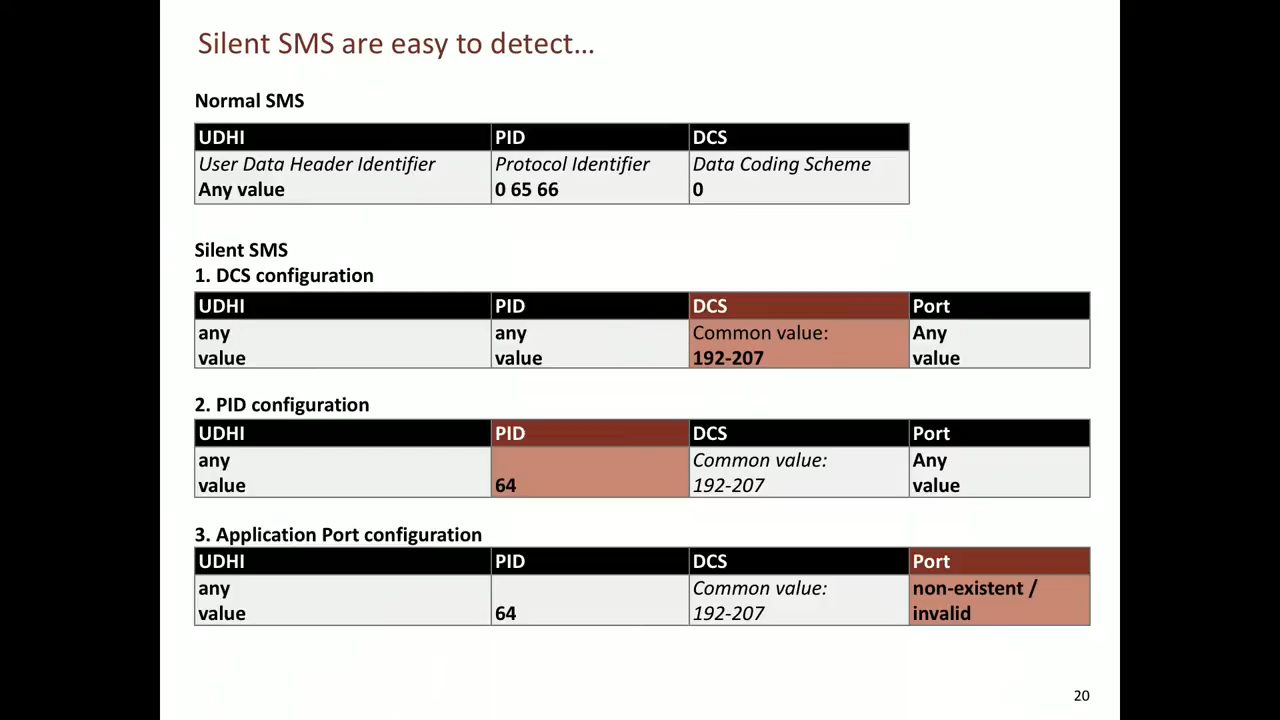 Silent SMS are easy to detect...
Normal SMS
UDHI PID DCS
User Data Header Identifier Protocol Identifier Data Coding Scheme
Any value 0 65 66 0
Silent SMS
1. DCS configuration
UDHI PID DCS Port
any any Common value: Any
value value 192-207 value
2. PID configuration
UDHI PID DCS Port
any Common value: Any
value 64 192-207 value
3. Application Port configuration
UDHI PID DCS Port
any Common value: non-existent /
value 64 192-207 invalid
20